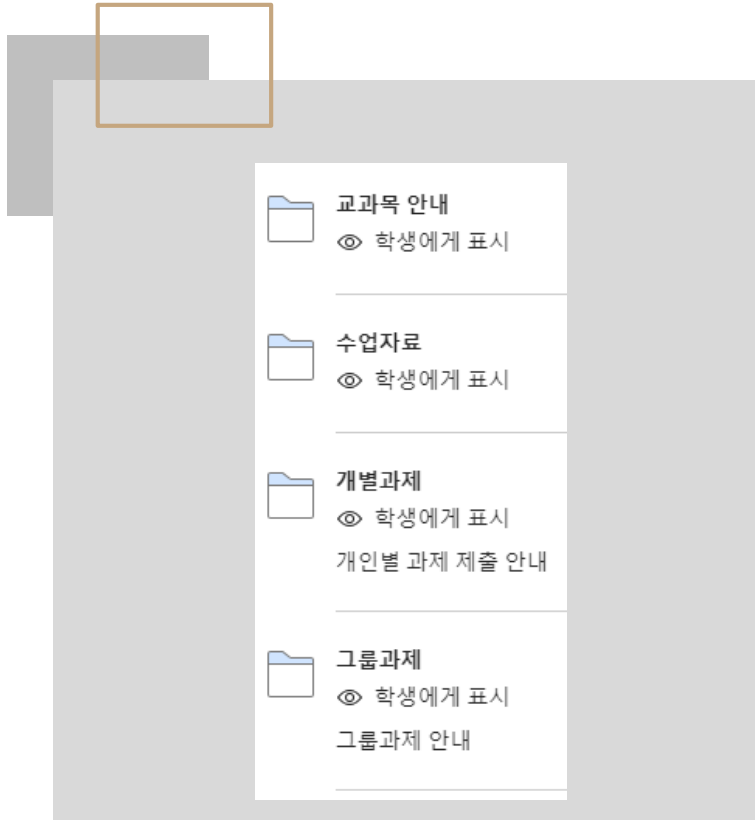 교과목 안내
학생에게 표시
수업자료
학생에게 표시
개별과제
학생에게 표시
개인별 과제 제출 안내
그룹과제
학생에게 표시
그룹과제 안내